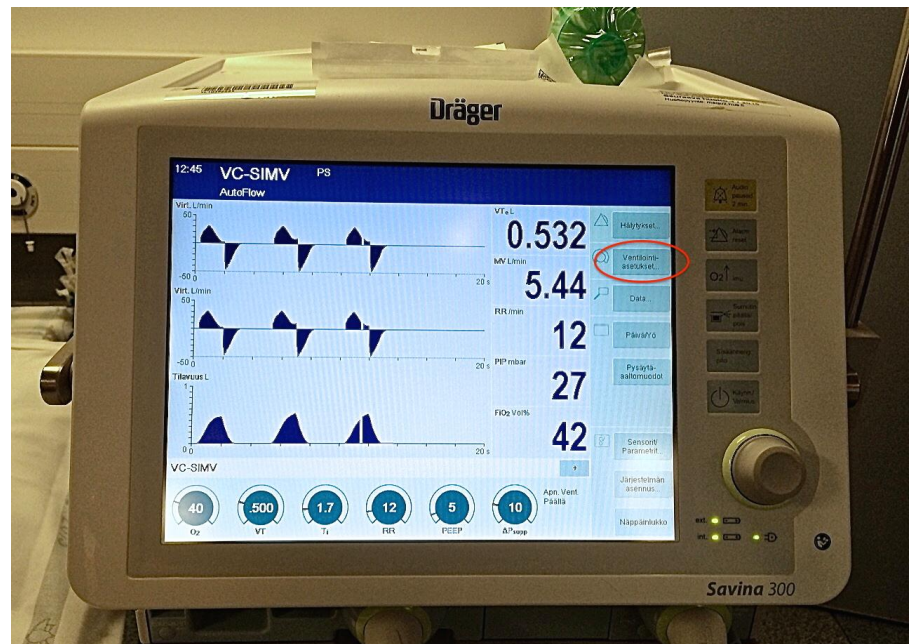 Dräger
12:45 VC-SIMV PS
AutoFlow
Virt. L/min
50
-50 0
20 s
Virt. L/min
50
-50 0
20 s
Tilavuus L
1
0 0
20 s
VTe L
0.532
MV L/min
5.44
RR /min
12
PIP mbar
27
FiO2 Vol%
42
Hälytykset...
Ventilointi-
asetukset...
Data...
Päivä/Yö
Pysäytä-
aaltomuodot
Sensorit/
Parametrit...
Järjestelmän
asennus...
Näppäinlukko
VC-SIMV
Apn. Vent.
Päällä
40
O2
.500
VT
1.7
Ti
12
RR
5
PEEP
10
ΔPsupp
Audio
paused
2 min.
Alarm
reset
O2↑
ext.
int.
Savina 300